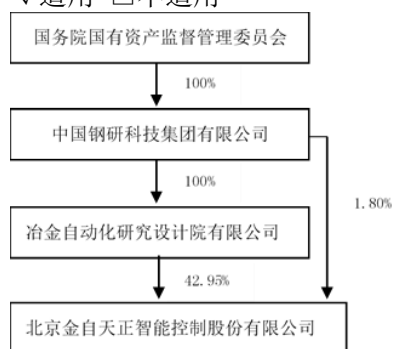 √适用 □不适用
国务院国有资产监督管理委员会
100%
中国钢研科技集团有限公司
100%
1.80%
冶金自动化研究设计院有限公司
42.95%
北京金自天正智能控制股份有限公司